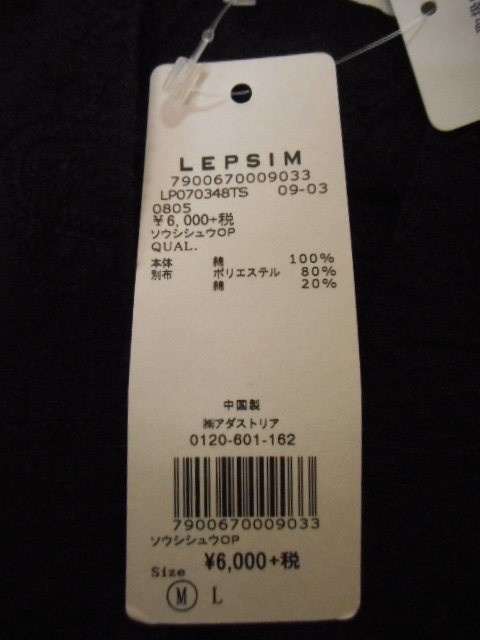 LEPSIM
7900670009033
LP070348TS 09-03
0805
¥6,000+税
ソウシシュウOP
QUAL.
本体 綿 100%
別布 ポリエステル 80%
綿 20%
中国製
㈱アダストリア
0120-601-162
7900670009033
ソウシシュウOP
¥6,000+税
Size
M L